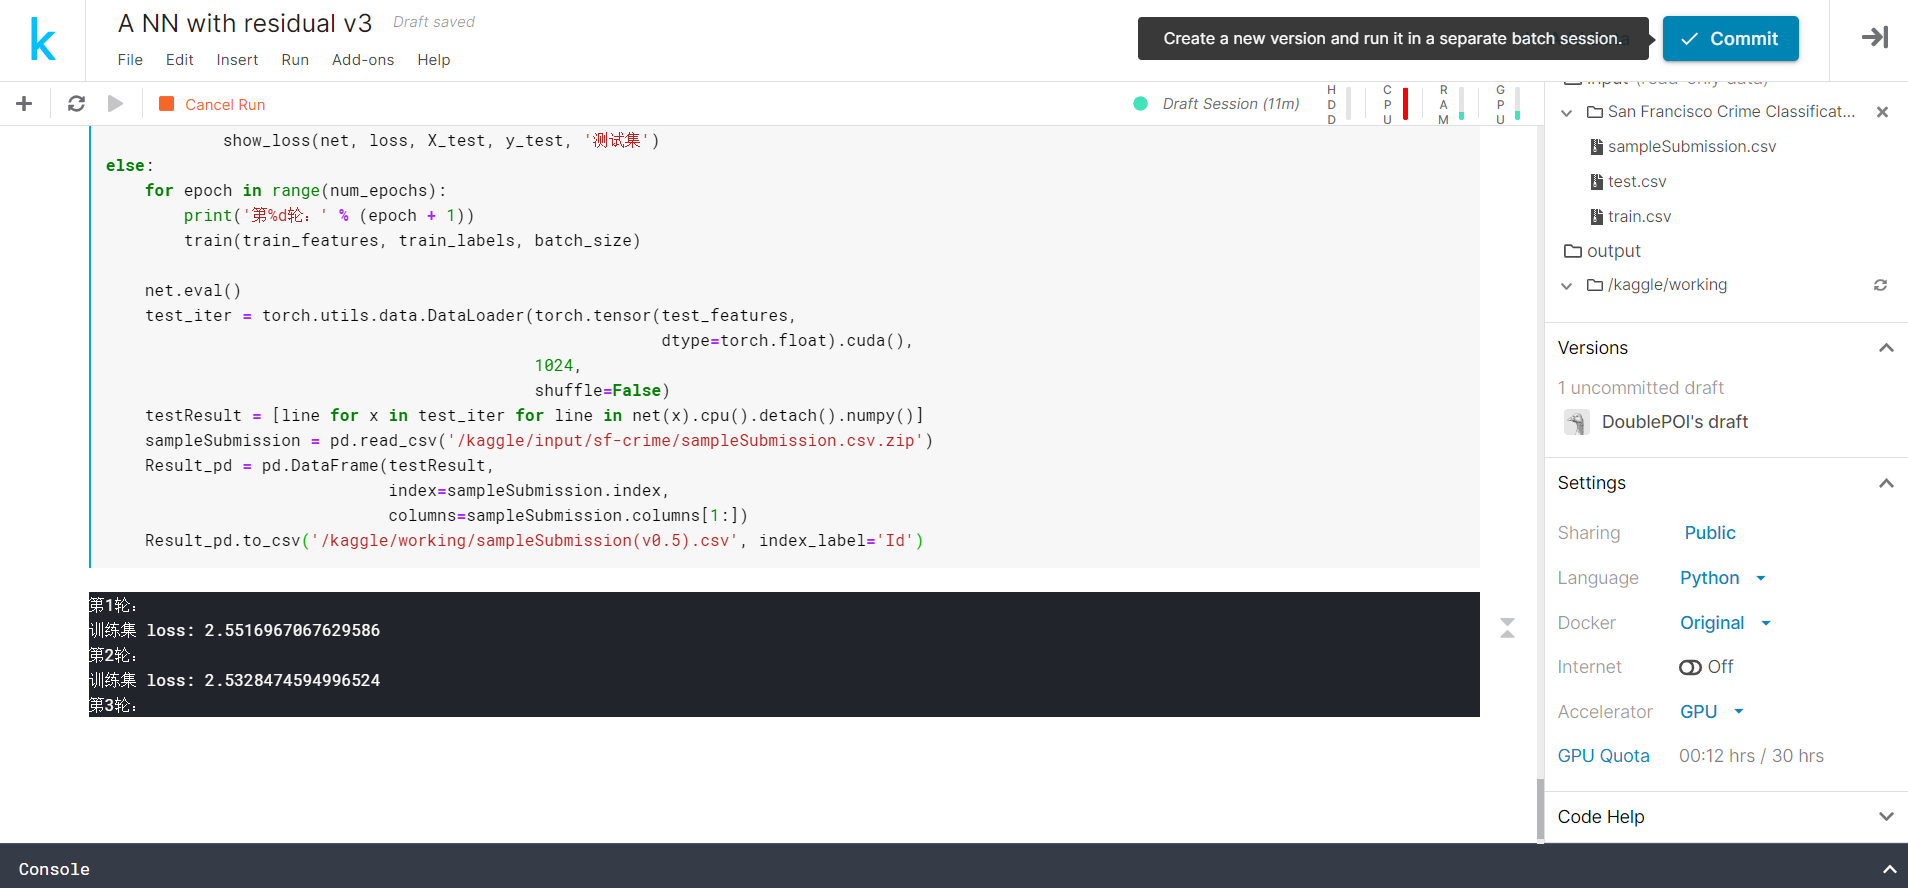 A NN with residual v3
Draft saved
File Edit Insert Run Add-ons Help
Create a new version and run it in a separate batch session.
Commit
Cancel Run
Draft Session (11m)
HDD
CPU
RAM
GPU
show_loss(net, loss, X_test, y_test, '测试集')
else:
for epoch in range(num_epochs):
print('第%d轮：' % (epoch + 1))
train(train_features, train_labels, batch_size)
net.eval()
test_iter = torch.utils.data.DataLoader(torch.tensor(test_features,
dtype=torch.float).cuda(),
1024,
shuffle=False)
testResult = [line for x in test_iter for line in net(x).cpu().detach().numpy()]
sampleSubmission = pd.read_csv('/kaggle/input/sf-crime/sampleSubmission.csv.zip')
Result_pd = pd.DataFrame(testResult,
index=sampleSubmission.index,
columns=sampleSubmission.columns[1:])
Result_pd.to_csv('/kaggle/working/sampleSubmission(v0.5).csv', index_label='Id')
第1轮：
训练集 loss: 2.5516967067629586
第2轮：
训练集 loss: 2.5328474594996524
第3轮：
input (read-only data)
San Francisco Crime Classificat...
sampleSubmission.csv
test.csv
train.csv
output
/kaggle/working
Versions
1 uncommitted draft
DoublePOI's draft
Settings
Sharing Public
Language Python
Docker Original
Internet Off
Accelerator GPU
GPU Quota 00:12 hrs / 30 hrs
Code Help
Console